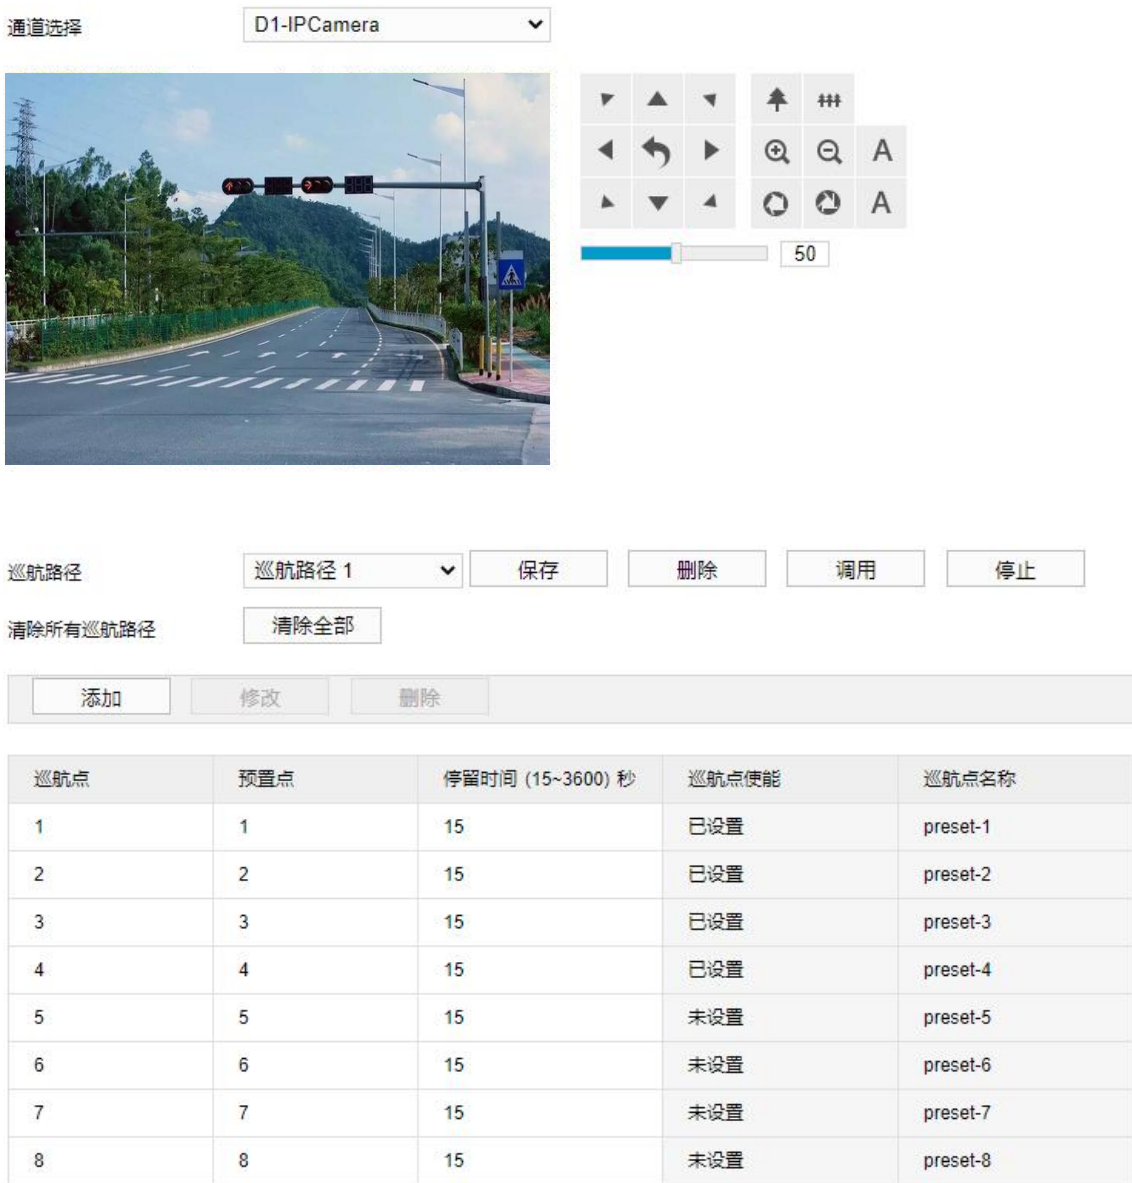 通道选择 D1-IPCamera
A
A
50
巡航路径 巡航路径 1 保存 删除 调用 停止
清除所有巡航路径 清除全部
添加 修改 删除
巡航点 预置点 停留时间 (15~3600) 秒 巡航点使能 巡航点名称
1 1 15 已设置 preset-1
2 2 15 已设置 preset-2
3 3 15 已设置 preset-3
4 4 15 已设置 preset-4
5 5 15 未设置 preset-5
6 6 15 未设置 preset-6
7 7 15 未设置 preset-7
8 8 15 未设置 preset-8